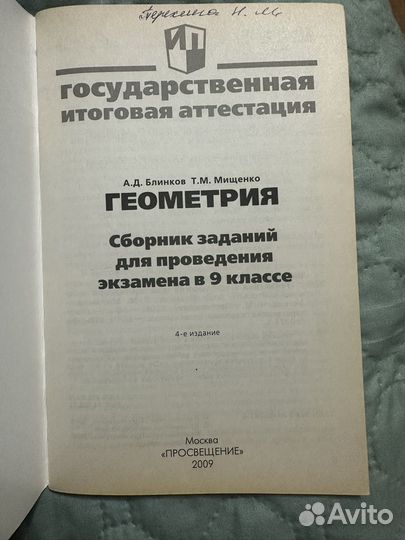 Терехина Н. М.
ГОСУДАРСТВЕННАЯ
ИТОГОВАЯ АТТЕСТАЦИЯ
А.Д. Блинков Т.М. Мищенко
ГЕОМЕТРИЯ
Сборник заданий
для проведения
экзамена в 9 классе
4-е издание
Москва
«ПРОСВЕЩЕНИЕ»
2009
Avito